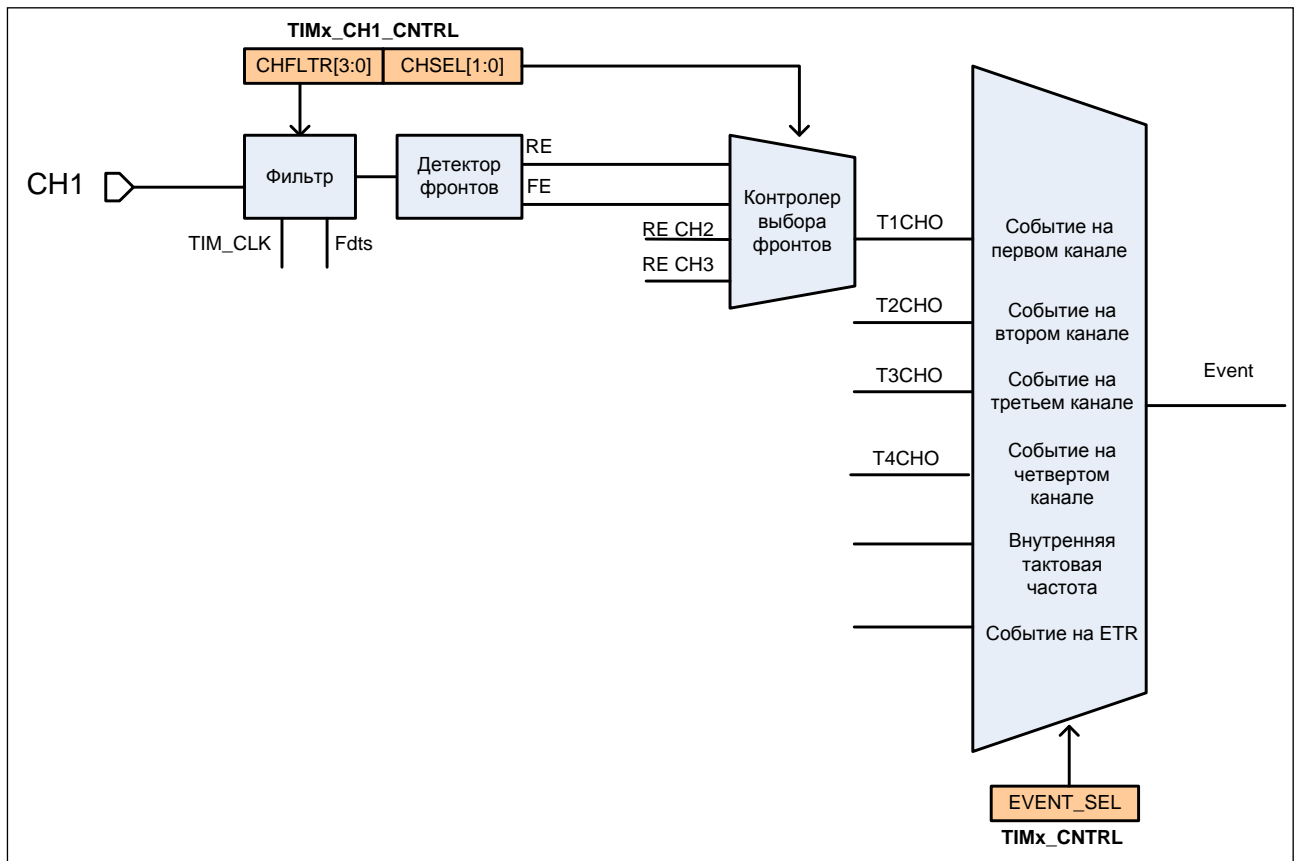 TIMx_CH1_CNTRL
CHFLTR[3:0] CHSEL[1:0]
CH1
Фильтр
TIM_CLK
Fdts
Детектор
фронтов
RE
FE
RE CH2
RE CH3
Контролер
выбора
фронтов
T1CHO
T2CHO
T3CHO
T4CHO
Событие на
первом канале
Событие на
втором канале
Событие на
третьем канале
Событие на
четвертом
канале
Внутренняя
тактовая
частота
Событие на ETR
Event
EVENT_SEL
TIMx_CNTRL